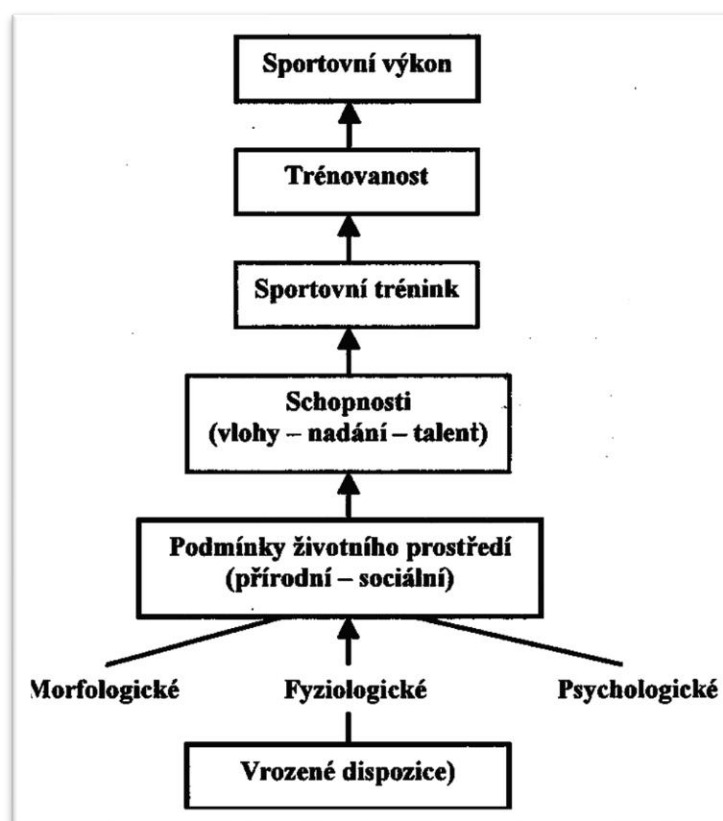 Sportovní výkon
Trénovanost
Sportovní trénink
Schopnosti
(vlohy – nadání – talent)
Podmínky životního prostředí
(přírodní – sociální)
Morfologické Fyziologické Psychologické
Vrozené dispozice)